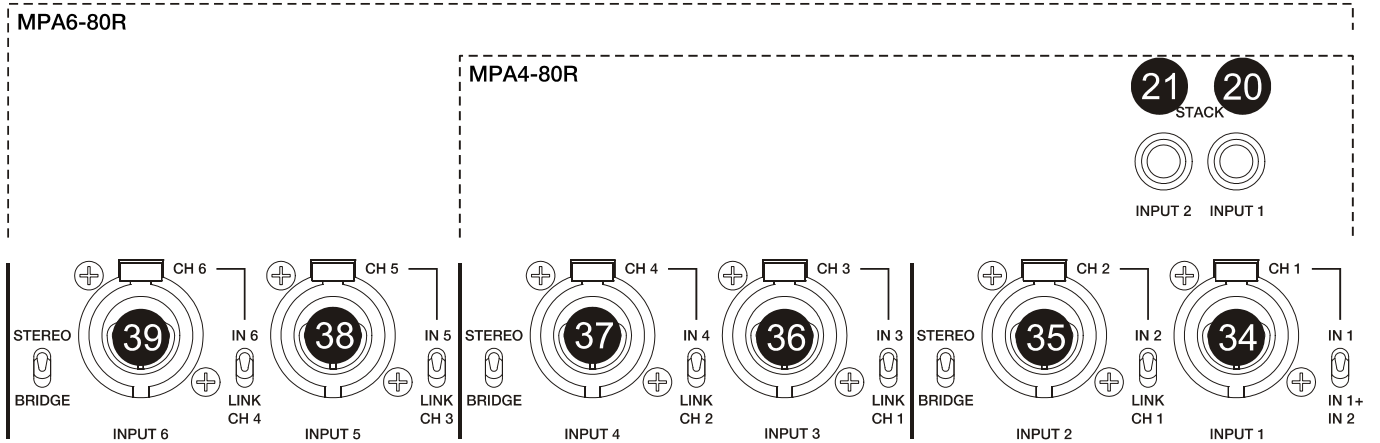 MPA6-80R
MPA4-80R
21 20
STACK
INPUT 2 INPUT 1
CH 6 CH 5 CH 4 CH 3 CH 2 CH 1
STEREO 39 IN 6 38 IN 5 STEREO 37 IN 4 36 IN 3 STEREO 35 IN 2 34 IN 1
BRIDGE LINK LINK BRIDGE LINK LINK BRIDGE LINK IN 1+
CH 4 CH 3 CH 2 CH 1 CH 1 IN 2
INPUT 6 INPUT 5 INPUT 4 INPUT 3 INPUT 2 INPUT 1